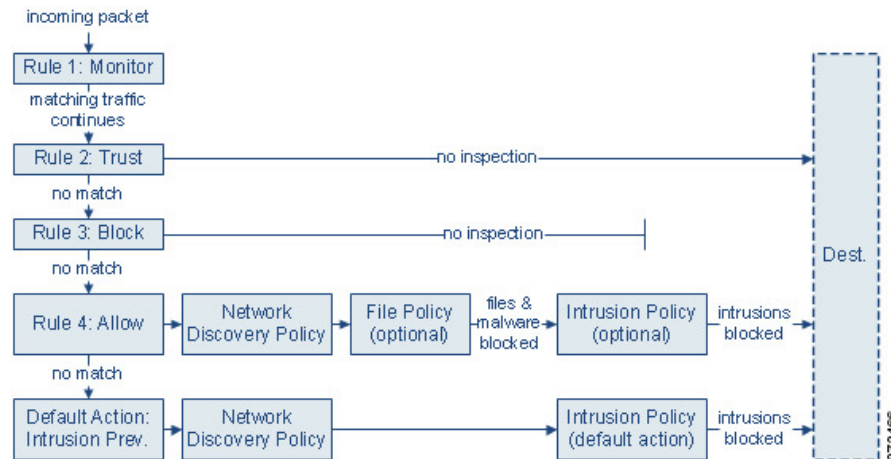 incoming packet
Rule 1: Monitor
matching traffic
continues
Rule 2: Trust
no inspection
no match
Rule 3: Block
no inspection
no match
Dest.
Rule 4: Allow
Network
Discovery Policy
File Policy
(optional)
files &
malware
blocked
Intrusion Policy
(optional)
intrusions
blocked
no match
Default Action:
Intrusion Prev.
Network
Discovery Policy
Intrusion Policy
(default action)
intrusions
blocked